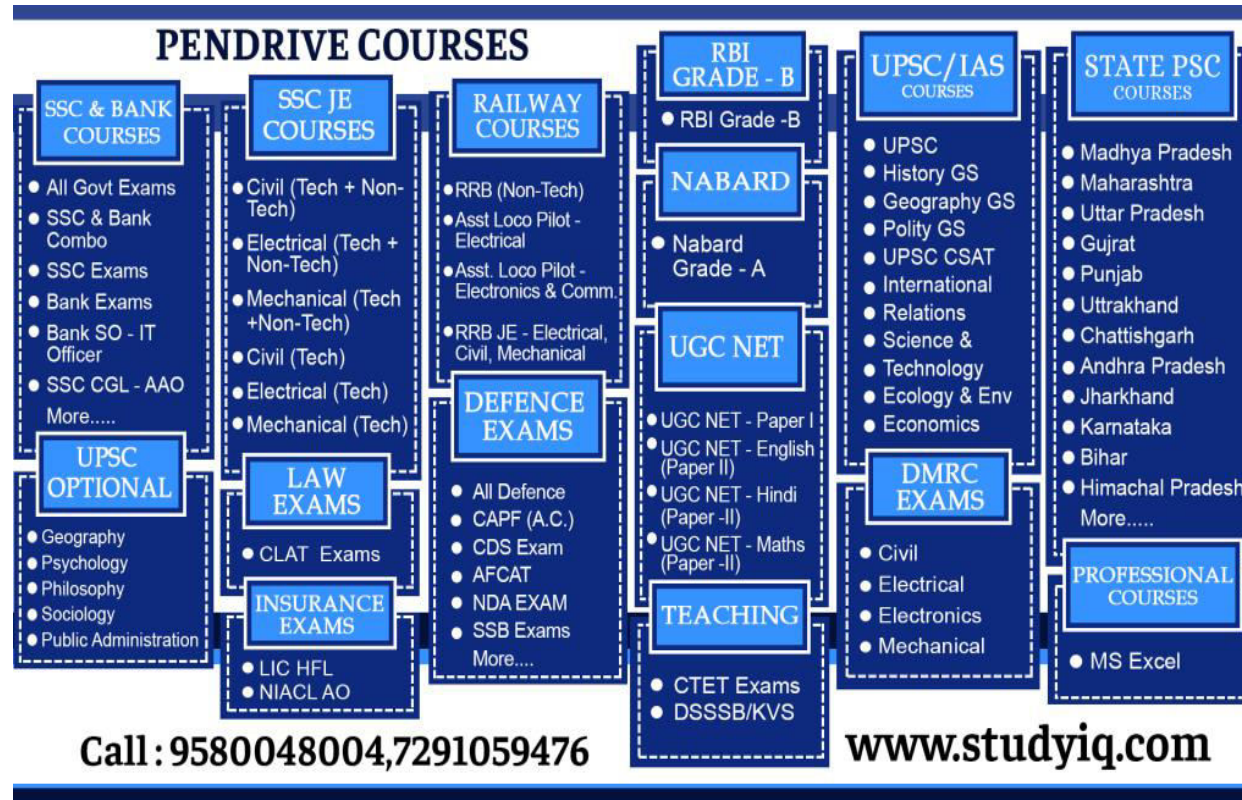 PENDRIVE COURSES
SSC & BANK
COURSES
All Govt Exams
SSC & Bank
Combo
SSC Exams
Bank Exams
Bank SO - IT
Officer
SSC CGL - AAO
More.....
UPSC
OPTIONAL
Geography
Psychology
Philosophy
Sociology
Public Administration
SSC JE
COURSES
Civil (Tech + Non-
Tech)
Electrical (Tech +
Non-Tech)
Mechanical (Tech
+Non-Tech)
Civil (Tech)
Electrical (Tech)
Mechanical (Tech)
LAW
EXAMS
CLAT Exams
INSURANCE
EXAMS
LIC HFL
NIACL AO
RAILWAY
COURSES
RRB (Non-Tech)
Asst Loco Pilot -
Electrical
Asst. Loco Pilot -
Electronics & Comm.
RRB JE - Electrical,
Civil, Mechanical
DEFENCE
EXAMS
All Defence
CAPF (A.C.)
CDS Exam
AFCAT
NDA EXAM
SSB Exams
More....
RBI
GRADE - B
RBI Grade -B
NABARD
Nabard
Grade - A
UGC NET
UGC NET - Paper I
UGC NET - English
(Paper II)
UGC NET - Hindi
(Paper -II)
UGC NET - Maths
(Paper -II)
TEACHING
CTET Exams
DSSSB/KVS
UPSC/IAS
COURSES
UPSC
History GS
Geography GS
Polity GS
UPSC CSAT
International
Relations
Science &
Technology
Ecology & Env
Economics
DMRC
EXAMS
Civil
Electrical
Electronics
Mechanical
STATE PSC
COURSES
Madhya Pradesh
Maharashtra
Uttar Pradesh
Gujrat
Punjab
Uttrakhand
Chattishgarh
Andhra Pradesh
Jharkhand
Karnataka
Bihar
Himachal Pradesh
More.....
PROFESSIONAL
COURSES
MS Excel
Call : 9580048004,7291059476
www.studyiq.com